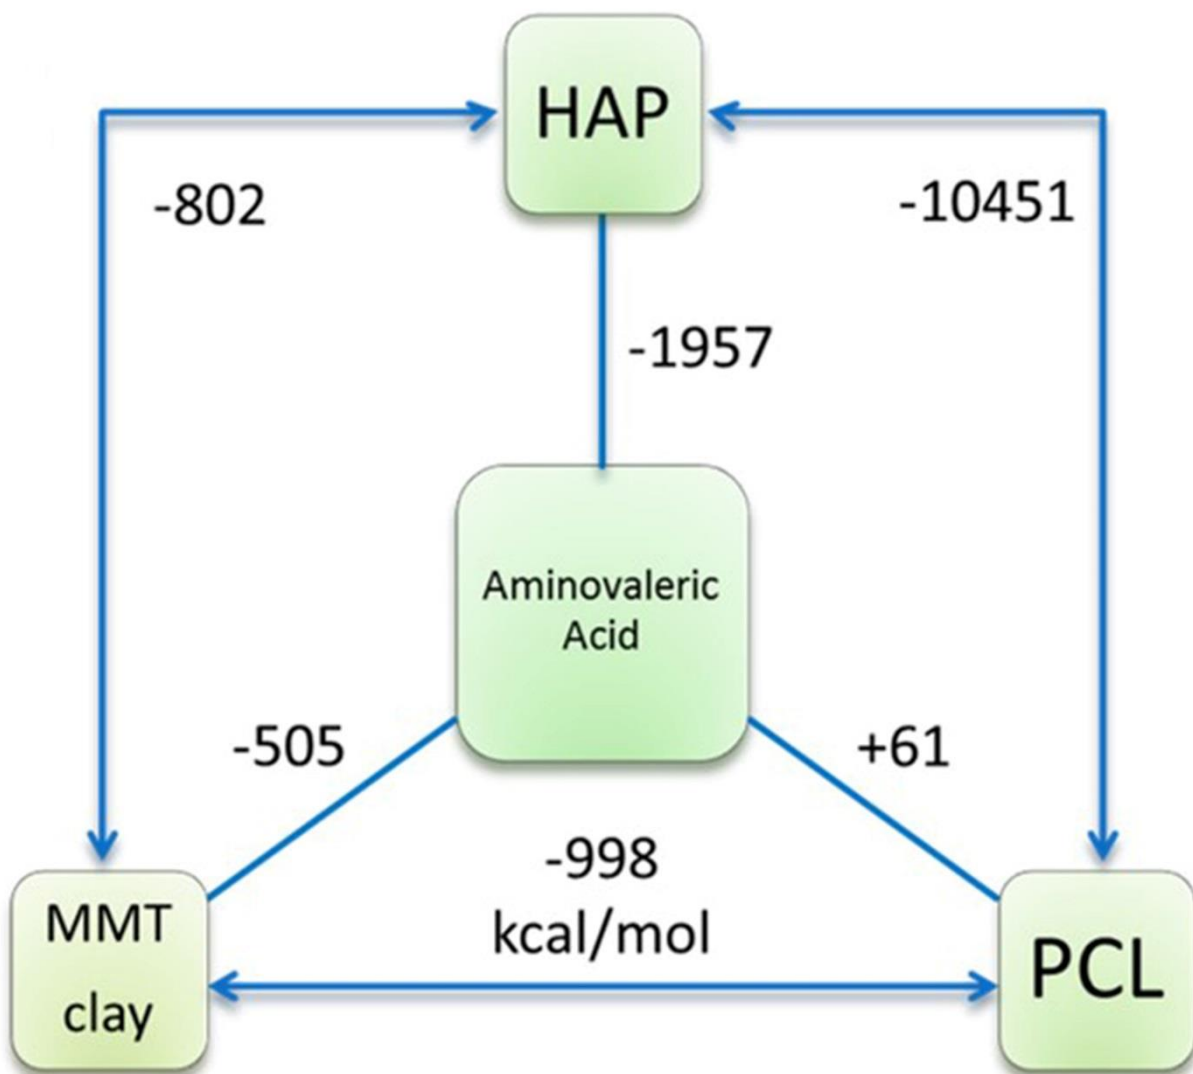 HAP
-802
-10451
-1957
Aminovaleric
Acid
-505
+61
-998
kcal/mol
MMT
clay
PCL